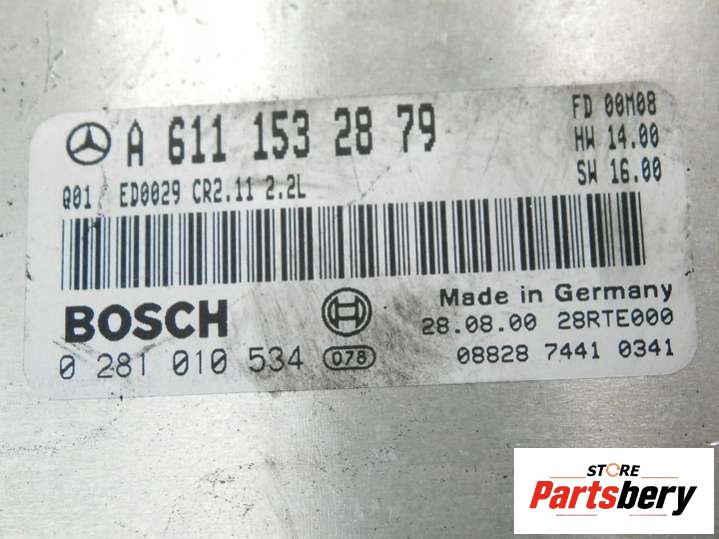 A 611 153 28 79
FD 00M08
HW 14.00
SW 16.00
Q01 ED0029 CR2.11 2.2L
BOSCH
Made in Germany
28.08.00 28RTE000
0 281 010 534 078
08828 7441 0341
STORE
Partsbery